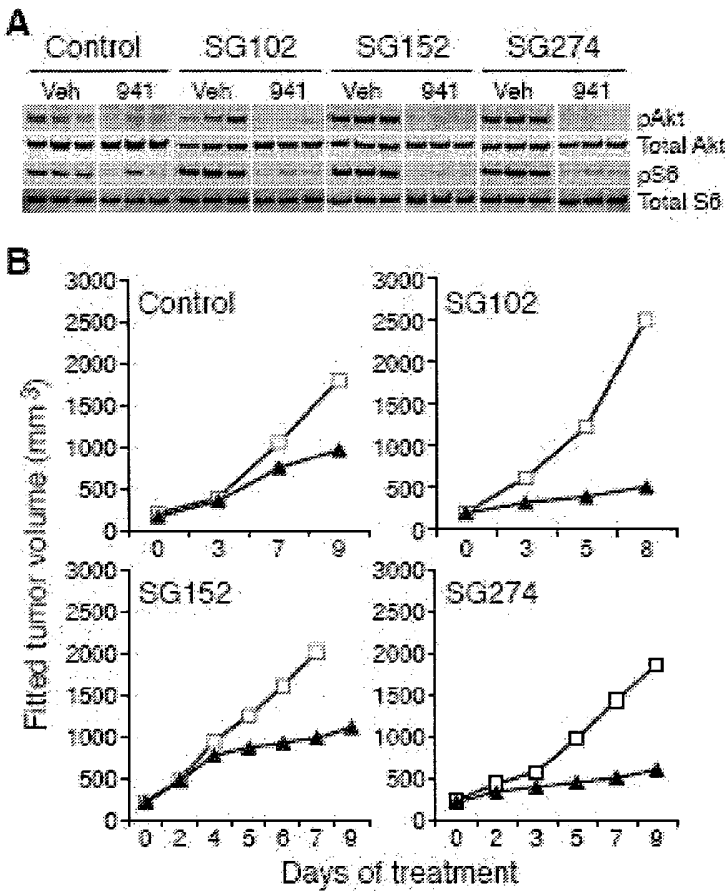 A
Control SG102 SG152 SG274
Veh 941 Veh 941 Veh 941 Veh 941
pAkt
Total Akt
pS6
Total S6
B
Fitted tumor volume (mm³)
Control
3000
2500
2000
1500
1000
500
0
0 3 7 9
SG102
3000
2500
2000
1500
1000
500
0
0 3 5 8
SG152
3000
2500
2000
1500
1000
500
0
0 2 4 5 6 7 9
SG274
3000
2500
2000
1500
1000
500
0
0 2 3 5 7 9
Days of treatment